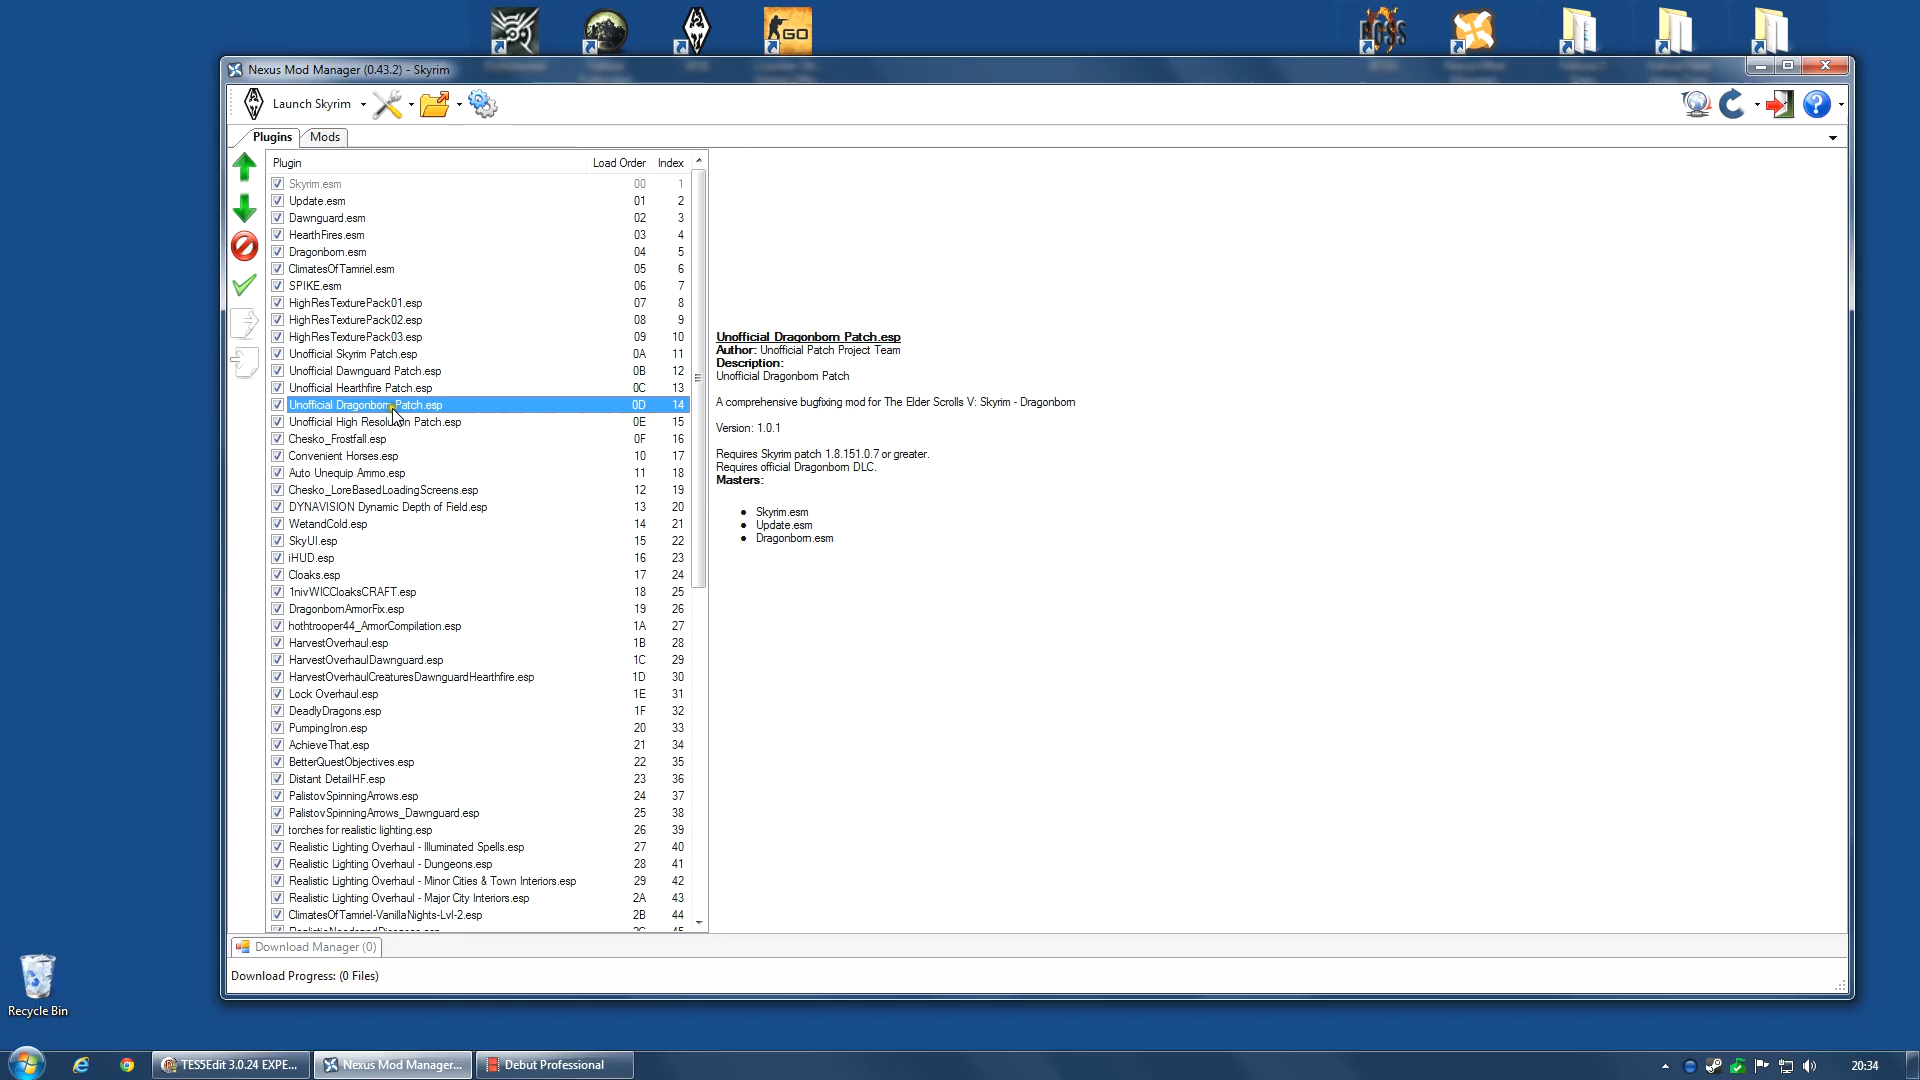 GO
BOSS
Nexus Mod Manager (0.43.2) - Skyrim
Launch Skyrim
Plugins
Mods
Plugin Load Order Index
Skyrim.esm 00 1
Update.esm 01 2
Dawnguard.esm 02 3
HearthFires.esm 03 4
Dragonborn.esm 04 5
ClimatesOfTamriel.esm 05 6
SPIKE.esm 06 7
HighResTexturePack01.esp 07 8
HighResTexturePack02.esp 08 9
HighResTexturePack03.esp 09 10
Unofficial Skyrim Patch.esp 0A 11
Unofficial Dawnguard Patch.esp 0B 12
Unofficial Hearthfire Patch.esp 0C 13
Unofficial Dragonborn Patch.esp 0D 14
Unofficial High Resolution Patch.esp 0E 15
Chesko_Frostfall.esp 0F 16
Convenient Horses.esp 10 17
Auto Unequip Ammo.esp 11 18
Chesko_LoreBasedLoadingScreens.esp 12 19
DYNAVISION Dynamic Depth of Field.esp 13 20
WetandCold.esp 14 21
SkyUI.esp 15 22
iHUD.esp 16 23
Cloaks.esp 17 24
1nivWICCloaksCRAFT.esp 18 25
DragonbornArmorFix.esp 19 26
hothtrooper44_ArmorCompilation.esp 1A 27
HarvestOverhaul.esp 1B 28
HarvestOverhaulDawnguard.esp 1C 29
HarvestOverhaulCreaturesDawnguardHearthfire.esp 1D 30
Lock Overhaul.esp 1E 31
DeadlyDragons.esp 1F 32
PumpingIron.esp 20 33
AchieveThat.esp 21 34
BetterQuestObjectives.esp 22 35
Distant DetailHF.esp 23 36
PalistovSpinningArrows.esp 24 37
PalistovSpinningArrows_Dawnguard.esp 25 38
torches for realistic lighting.esp 26 39
Realistic Lighting Overhaul - Illuminated Spells.esp 27 40
Realistic Lighting Overhaul - Dungeons.esp 28 41
Realistic Lighting Overhaul - Minor Cities & Town Interiors.esp 29 42
Realistic Lighting Overhaul - Major City Interiors.esp 2A 43
ClimatesOfTamriel-VanillaNights-Lvl-2.esp 2B 44
Unofficial Dragonborn Patch.esp
Author: Unofficial Patch Project Team
Description:
Unofficial Dragonborn Patch
A comprehensive bugfixing mod for The Elder Scrolls V: Skyrim - Dragonborn
Version: 1.0.1
Requires Skyrim patch 1.8.151.0.7 or greater.
Requires official Dragonborn DLC.
Masters:
Skyrim.esm
Update.esm
Dragonborn.esm
Download Manager (0)
Download Progress: (0 Files)
Recycle Bin
TES5Edit 3.0.24 EXPE...
Nexus Mod Manager...
Debut Professional
20:34